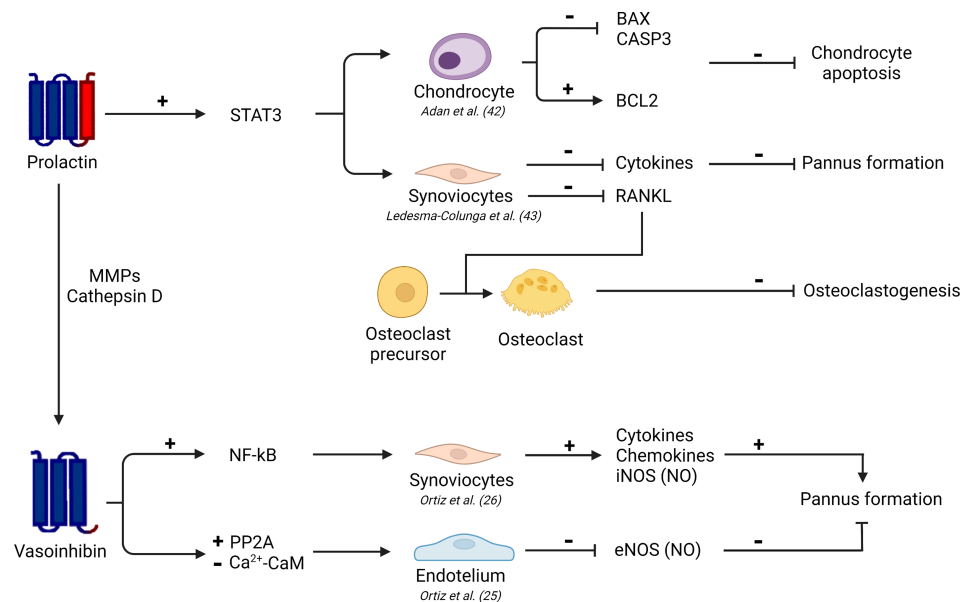 Prolactin
+
STAT3
Chondrocyte
Adan et al. (42)
-
BAX
CASP3
+
BCL2
-
Chondrocyte
apoptosis
Synoviocytes
Ledesma-Colunga et al. (43)
-
Cytokines
-
Pannus formation
-
RANKL
MMPs
Cathepsin D
Osteoclast
precursor
Osteoclast
-
Osteoclastogenesis
Vasoinhibin
+
NF-kB
Synoviocytes
Ortiz et al. (26)
+
Cytokines
Chemokines
iNOS (NO)
+
Pannus formation
+ PP2A
- Ca²⁺-CaM
Endotelium
Ortiz et al. (25)
-
eNOS (NO)
-